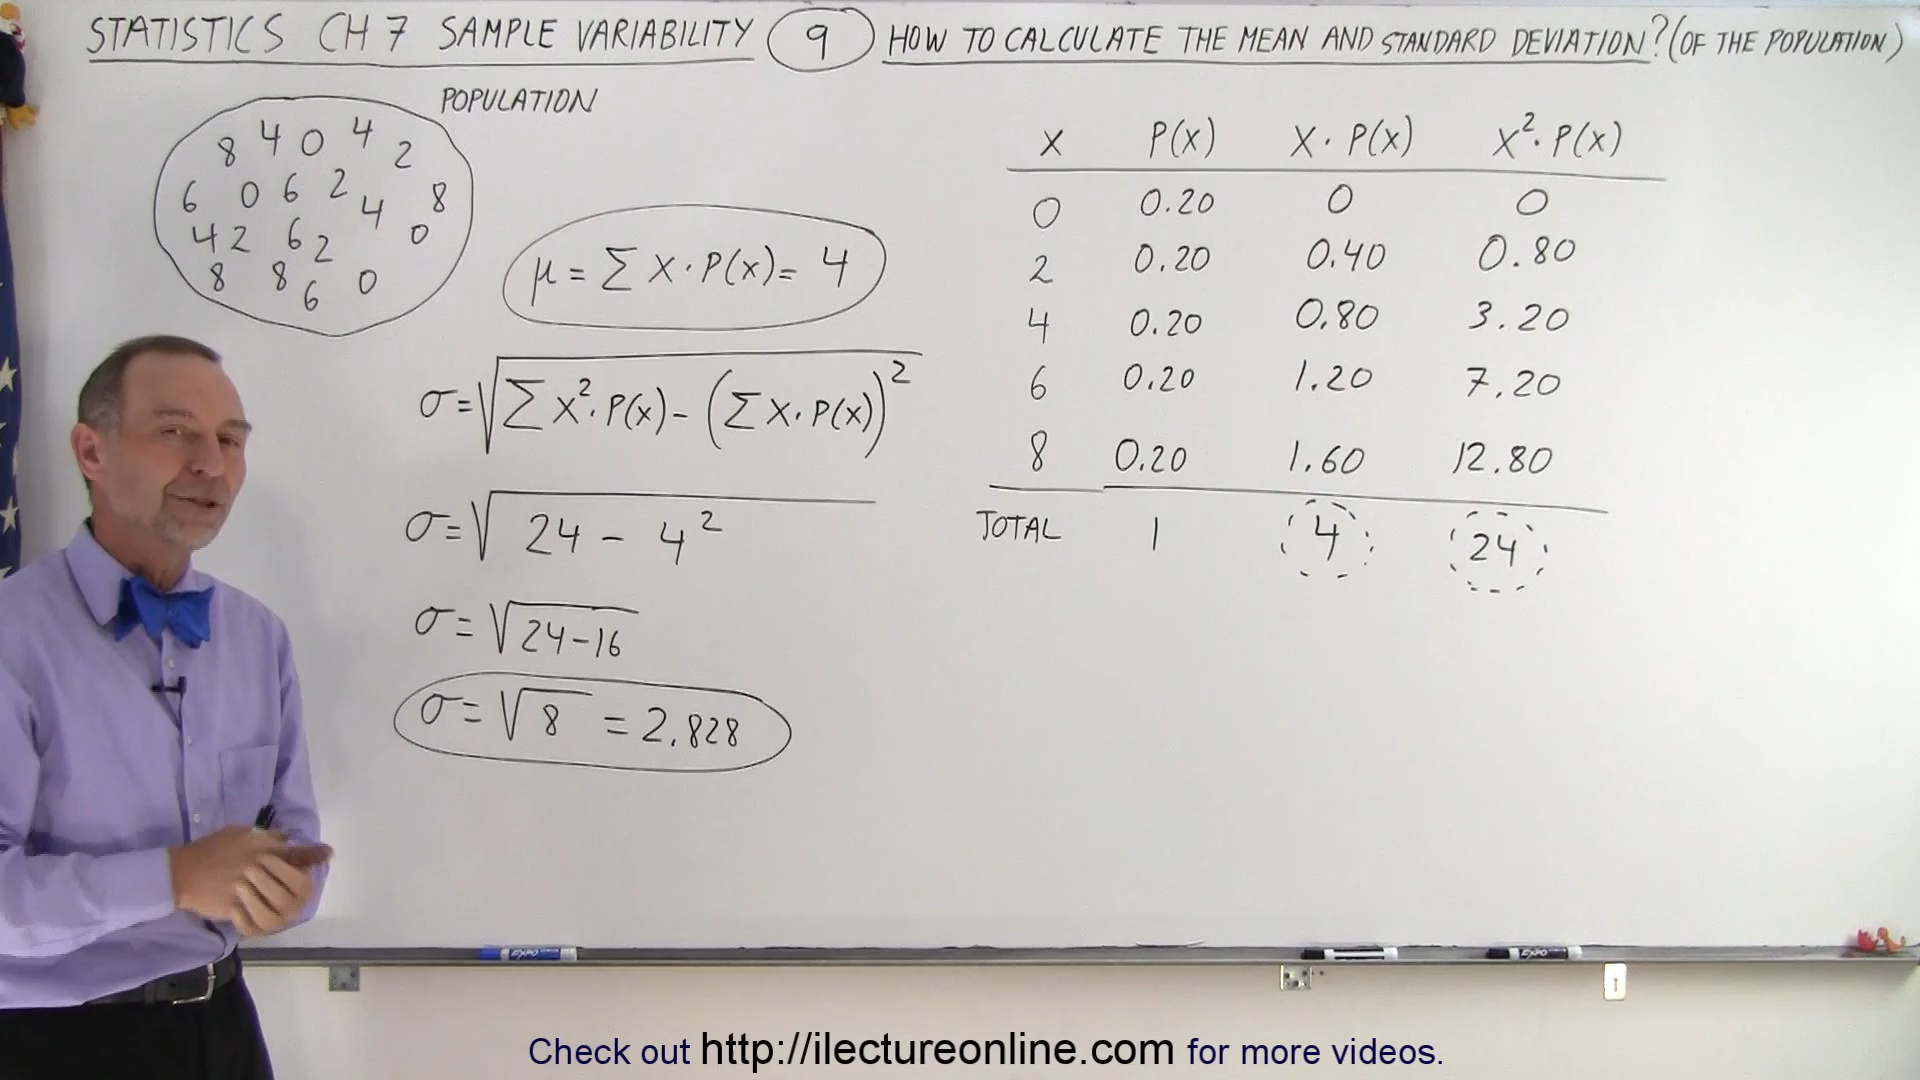 STATISTICS CH 7 SAMPLE VARIABILITY 9 HOW TO CALCULATE THE MEAN AND STANDARD DEVIATION? (OF THE POPULATION)
POPULATION
8 4 0 4 2
6 0 6 2 4 8
4 2 6 2 0
8 8 6 0
μ = Σ X · P(X) = 4
σ = √ Σ X². P(X) - (Σ X. P(X))²
σ = √ 24 - 4²
σ = √24-16
σ = √8 = 2.828
X P(X) X · P(X) X² · P(X)
0 0.20 0 0
2 0.20 0.40 0.80
4 0.20 0.80 3.20
6 0.20 1.20 7.20
8 0.20 1.60 12.80
TOTAL 1 4 24
EXPO
EXPO
Check out http://ilectureonline.com for more videos.